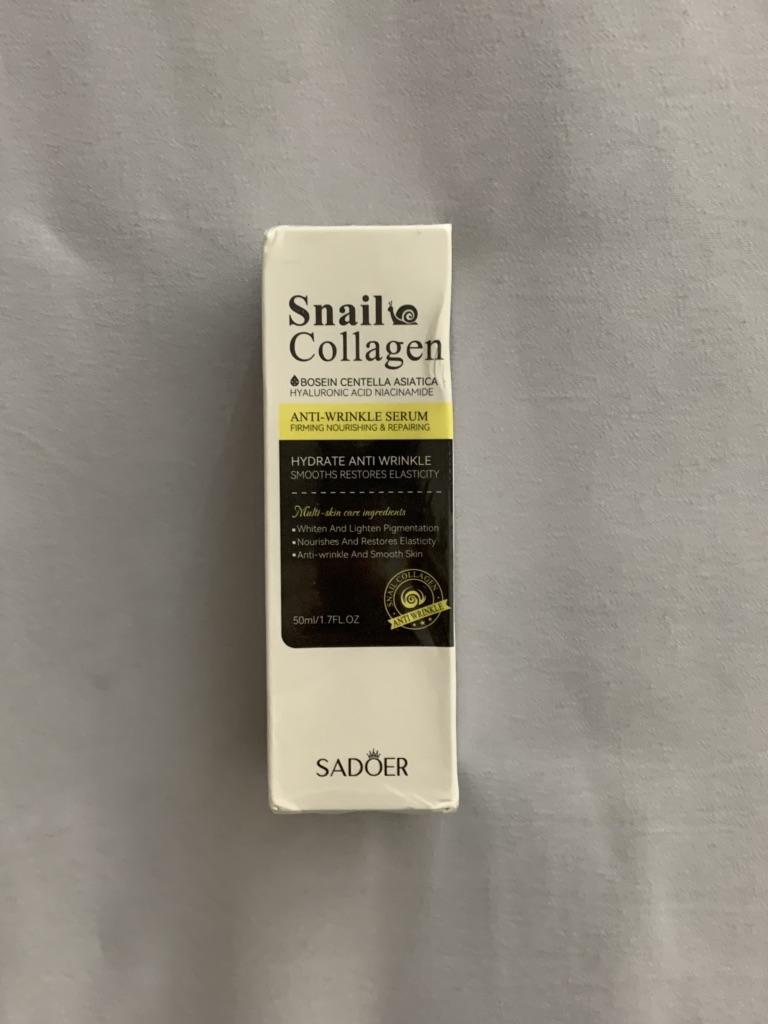 Snail
Collagen
BOSEIN CENTELLA ASIATICA
HYALURONIC ACID NIACINAMIDE
ANTI-WRINKLE SERUM
FIRMING NOURISHING & REPAIRING
HYDRATE ANTI WRINKLE
SMOOTHS RESTORES ELASTICITY
Multi-skin care ingredients
•Whiten And Lighten Pigmentation
•Nourishes And Restores Elasticity
•Anti-wrinkle And Smooth Skin
SNAIL COLLAGEN
ANTI WRINKLE
50ml/1.7FL.OZ
SADOER